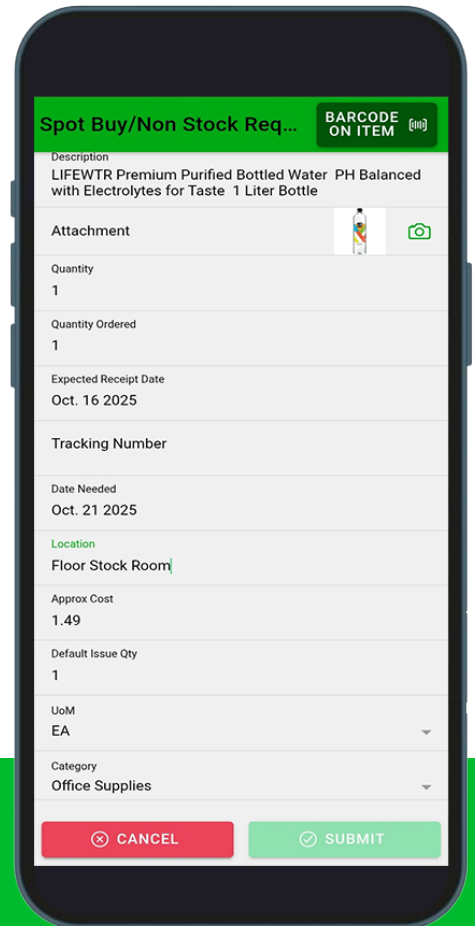 Spot Buy/Non Stock Req...
BARCODE
ON ITEM
Description
LIFEWTR Premium Purified Bottled Water  PH Balanced
with Electrolytes for Taste  1 Liter Bottle
Attachment
Quantity
1
Quantity Ordered
1
Expected Receipt Date
Oct. 16 2025
Tracking Number
Date Needed
Oct. 21 2025
Location
Floor Stock Room
Approx Cost
1.49
Default Issue Qty
1
UoM
EA
Category
Office Supplies
CANCEL
SUBMIT